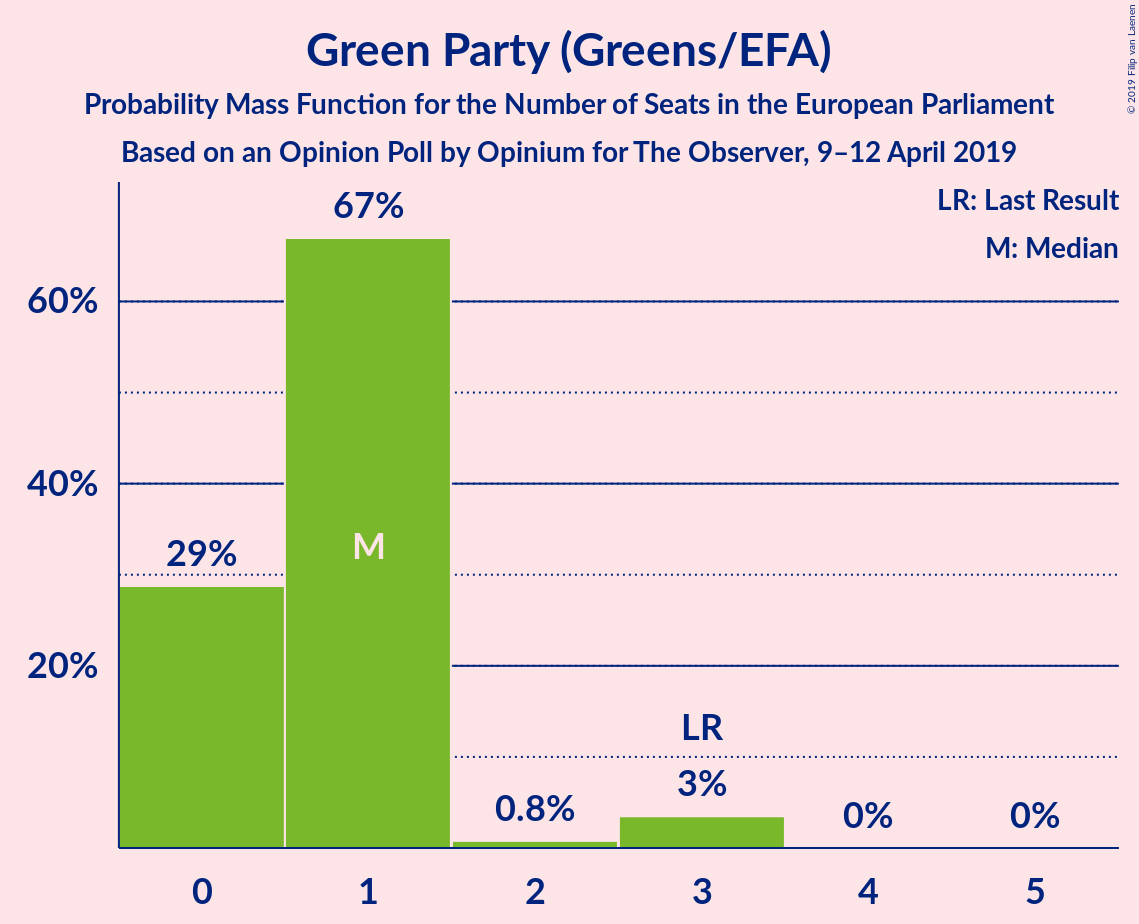 Green Party (Greens/EFA)
Probability Mass Function for the Number of Seats in the European Parliament
Based on an Opinion Poll by Opinium for The Observer, 9–12 April 2019
© 2019 Filip van Laenen
LR: Last Result
M: Median
67%
60%
40%
29%
M
20%
LR
3%
0.8%
0%
0%
0 1 2 3 4 5